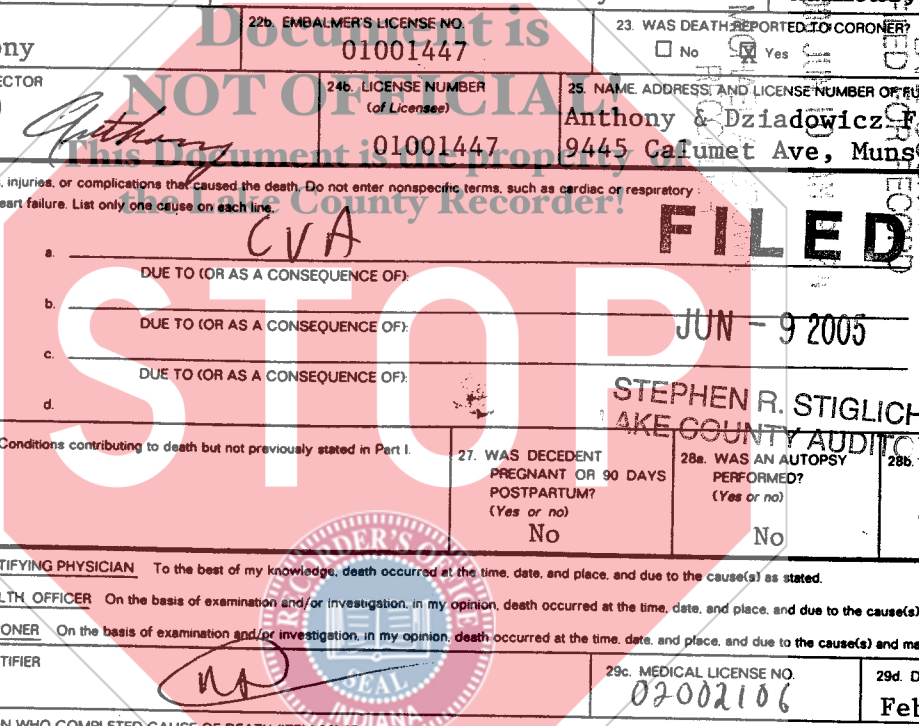 Document is
NOT OFFICIAL!
This Document is the property of
the Lake County Recorder!
STOP
22b. EMBALMER'S LICENSE NO.
01001447
23. WAS DEATH REPORTED TO CORONER?
No
X Yes
24b. LICENSE NUMBER
(of Licensee)
01001447
25. NAME, ADDRESS, AND LICENSE NUMBER OF
Anthony & Dziadowicz F
9445 Calumet Ave, Muns
Anthony
injuries, or complications that caused the death. Do not enter nonspecific terms, such as cardiac or respiratory
List only one cause on each line.
a. CVA
DUE TO (OR AS A CONSEQUENCE OF):
b.
DUE TO (OR AS A CONSEQUENCE OF):
c.
DUE TO (OR AS A CONSEQUENCE OF):
d.
FILED
JUN - 9 2005
STEPHEN R. STIGLICH
LAKE COUNTY AUDITO
Conditions contributing to death but not previously stated in Part I.
27. WAS DECEDENT
PREGNANT OR 90 DAYS
POSTPARTUM?
(Yes or no)
No
28a. WAS AN AUTOPSY
PERFORMED?
(Yes or no)
No
28b.
PHYSICIAN To the best of my knowledge, death occurred at the time, date, and place, and due to the cause(s) as stated.
OFFICER On the basis of examination and/or investigation, in my opinion, death occurred at the time, date, and place, and due to the cause(s)
On the basis of examination and/or investigation, in my opinion, death occurred at the time, date, and place, and due to the cause(s) and
RECORDER'S OFFICE
SEAL
INDIANA
29c. MEDICAL LICENSE NO.
02002106
29d.
Feb